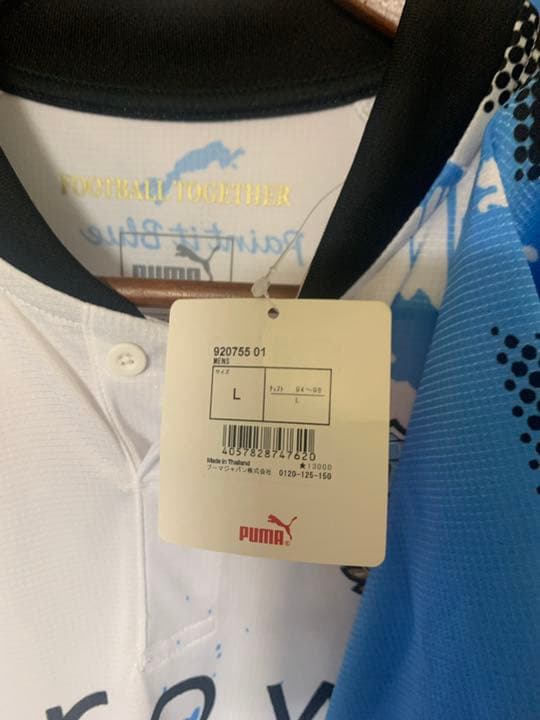 FOOTBALL TOGETHER
Paint it Blue
PUMA
920755 01
MENS
サイズ
L
チェスト 94〜98
L
4057828747620
Made in Thailand
★13000
プーマジャパン株式会社 0120-125-150
PUMA